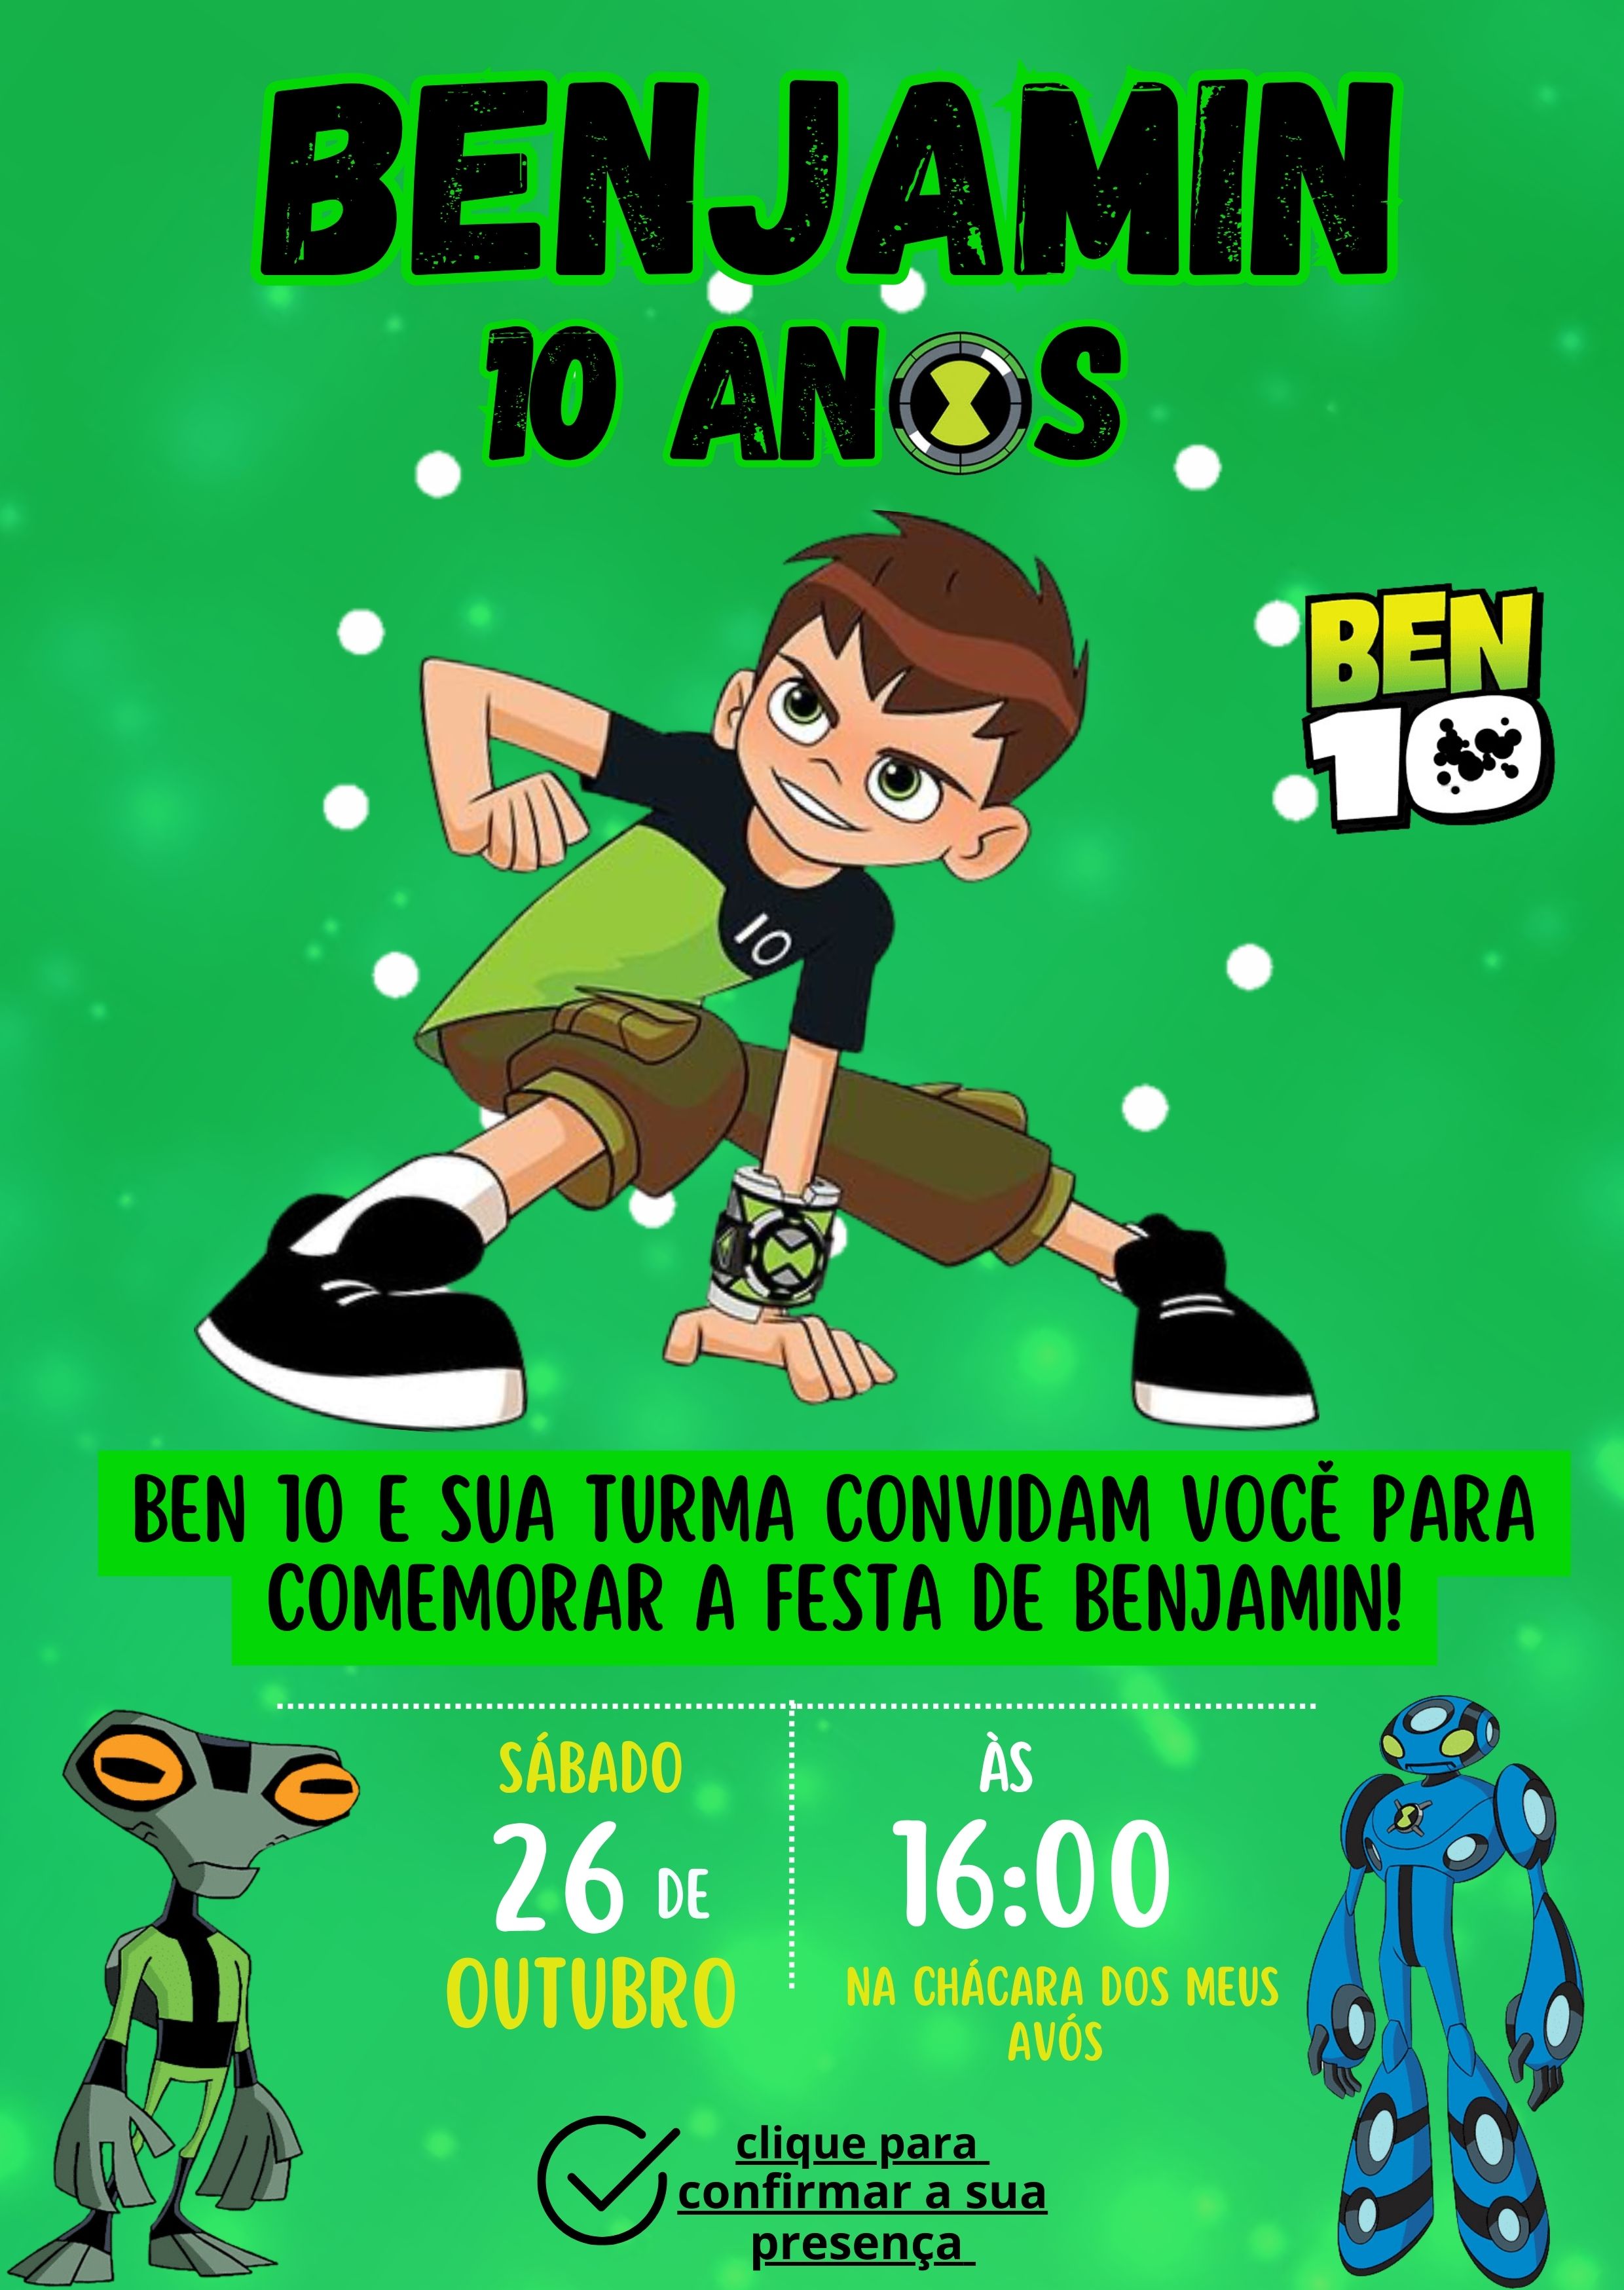 BENJAMIN
10 ANOS
BEN
10
10
BEN 10 E SUA TURMA CONVIDAM VOCÊ PARA
COMEMORAR A FESTA DE BENJAMIN!
SÁBADO
26 DE
OUTUBRO
ÀS
16:00
NA CHÁCARA DOS MEUS
AVÓS
clique para
confirmar a sua
presença